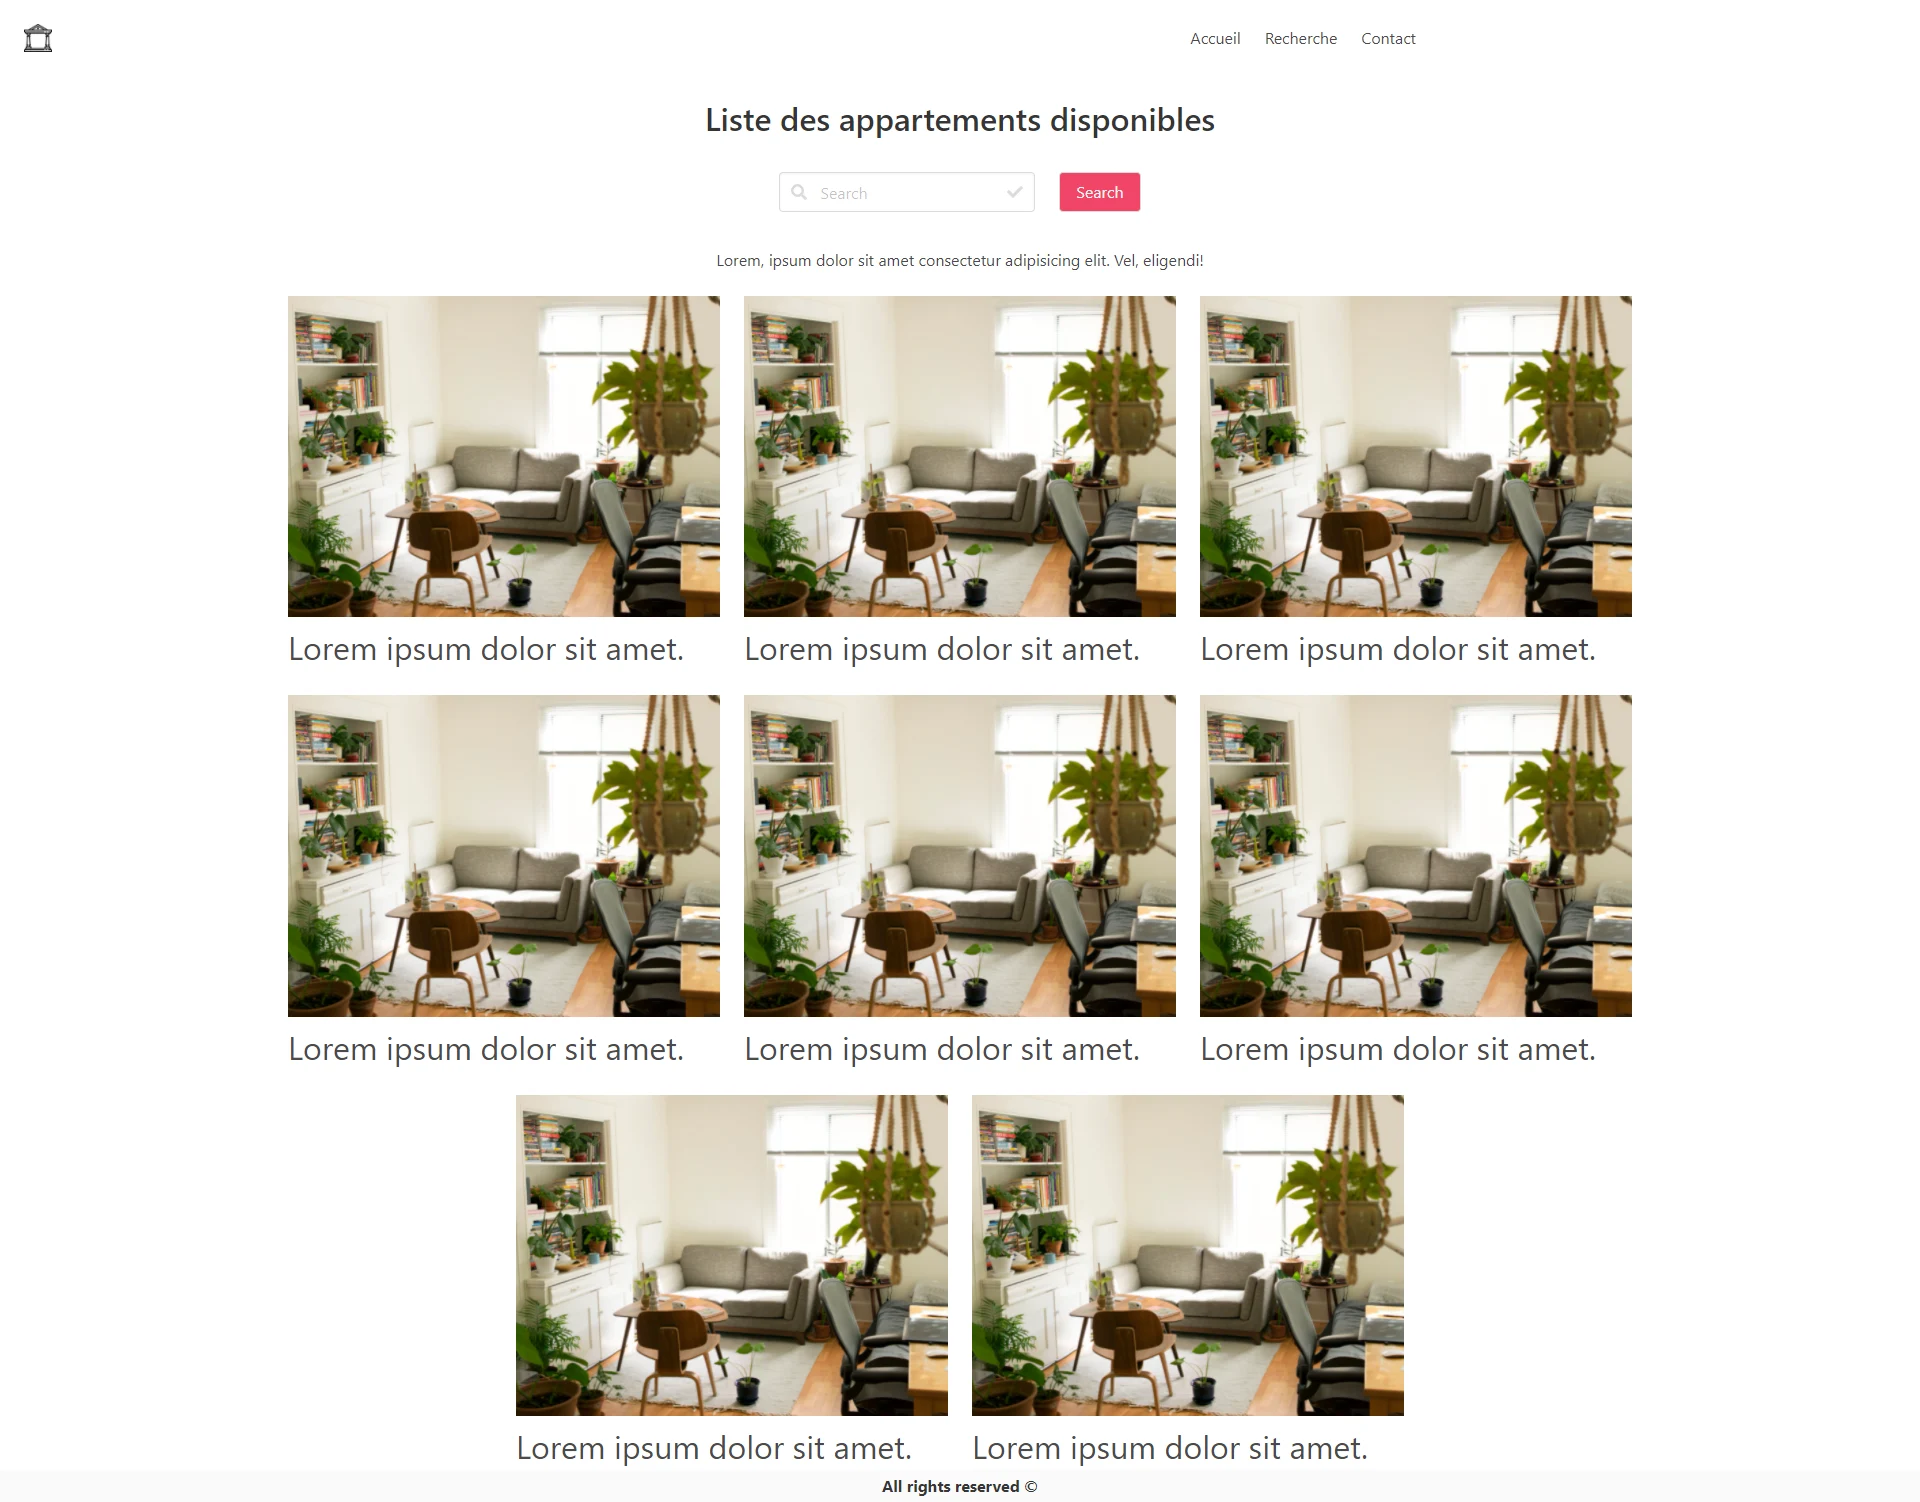 Accueil Recherche Contact
Liste des appartements disponibles
Search Search
Lorem, ipsum dolor sit amet consectetur adipisicing elit. Vel, eligendi!
Lorem ipsum dolor sit amet. Lorem ipsum dolor sit amet. Lorem ipsum dolor sit amet.
Lorem ipsum dolor sit amet. Lorem ipsum dolor sit amet. Lorem ipsum dolor sit amet.
Lorem ipsum dolor sit amet. Lorem ipsum dolor sit amet.
All rights reserved ©